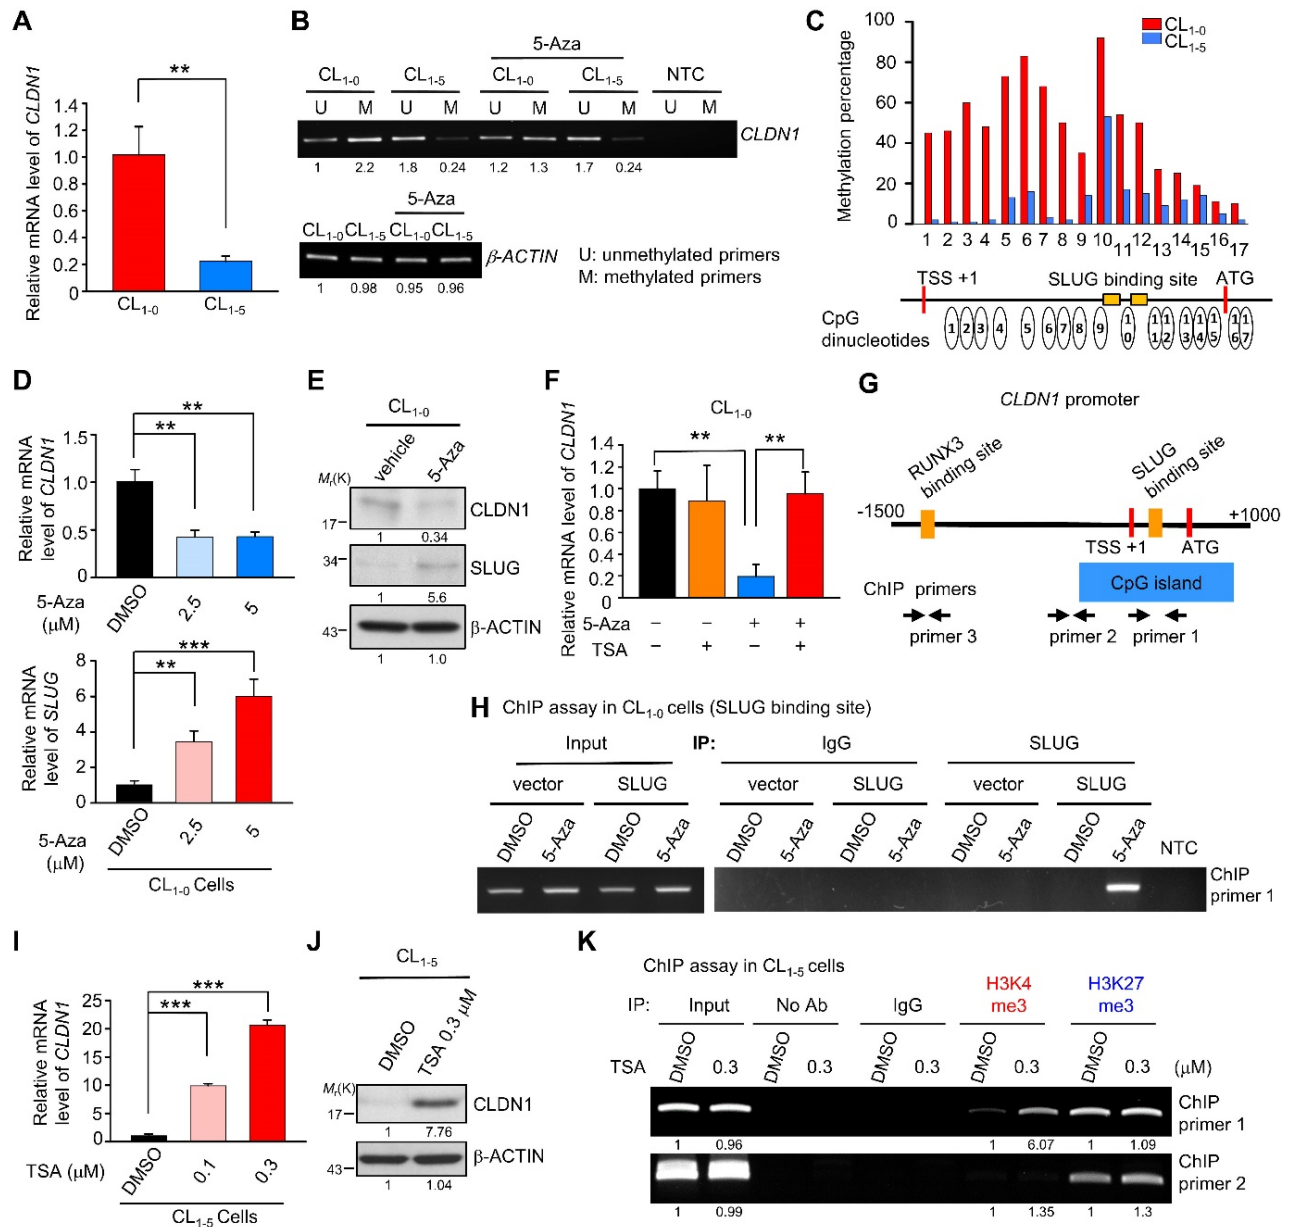 A
**
Relative mRNA level of CLDN1
1.4
1.2
1.0
0.8
0.6
0.4
0.2
0
CL1-0
CL1-5
B
5-Aza
CL1-0 CL1-5 CL1-0 CL1-5 NTC
U M U M U M U M U M
CLDN1
1 2.2 1.8 0.24 1.2 1.3 1.7 0.24
5-Aza
CL1-0 CL1-5 CL1-0 CL1-5
β-ACTIN
1 0.98 0.95 0.96
U: unmethylated primers
M: methylated primers
C
CL1-0
CL1-5
Methylation percentage
100
80
60
40
20
0
1 2 3 4 5 6 7 8 9 10 11 12 13 14 15 16 17
TSS +1 SLUG binding site ATG
CpG dinucleotides
1 2 3 4 5 6 7 8 9 10 11 12 13 14 15 16 17
D
**
**
Relative mRNA
level of CLDN1
1.5
1.0
0.5
0
5-Aza
(μM)
DMSO 2.5 5
***
**
Relative mRNA
level of SLUG
8
6
4
2
0
5-Aza
(μM)
DMSO 2.5 5
CL1-0 Cells
E
CL1-0
vehicle 5-Aza
Mr(K)
17
CLDN1
1 0.34
34
SLUG
1 5.6
43
β-ACTIN
1 1.0
F
CL1-0
** **
Relative mRNA level of CLDN1
1.4
1.2
1.0
0.8
0.6
0.4
0.2
0
5-Aza − − + +
TSA − + − +
G
CLDN1 promoter
RUNX3
binding site
SLUG
binding site
-1500
+1000
TSS +1 ATG
CpG island
ChIP primers
primer 3 primer 2 primer 1
H ChIP assay in CL1-0 cells (SLUG binding site)
Input IP: IgG SLUG
vector SLUG vector SLUG vector SLUG
DMSO 5-Aza DMSO 5-Aza DMSO 5-Aza DMSO 5-Aza DMSO 5-Aza DMSO 5-Aza NTC
ChIP
primer 1
I
***
***
Relative mRNA
level of CLDN1
25
20
15
10
5
0
TSA (μM) DMSO 0.1 0.3
CL1-5 Cells
J
CL1-5
DMSO TSA 0.3 μM
Mr(K)
17
CLDN1
1 7.76
43
β-ACTIN
1 1.04
K
ChIP assay in CL1-5 cells
IP: Input No Ab IgG H3K4 me3 H3K27 me3
TSA DMSO 0.3 DMSO 0.3 DMSO 0.3 DMSO 0.3 DMSO 0.3 (μM)
ChIP
primer 1
1 0.96 1 6.07 1 1.09
ChIP
primer 2
1 0.99 1 1.35 1 1.3